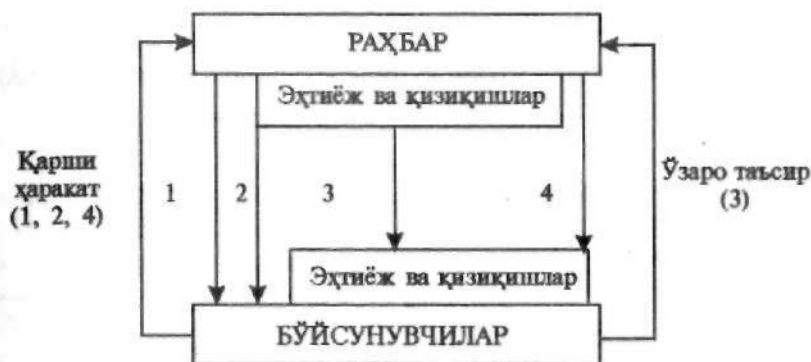 РАҲБАР
Эҳтиёж ва қизиқишлар
Қарши
ҳаракат
(1, 2, 4)
1
2
3
4
Ўзаро таъсир
(3)
Эҳтиёж ва қизиқишлар
БЎЙСУНУВЧИЛАР